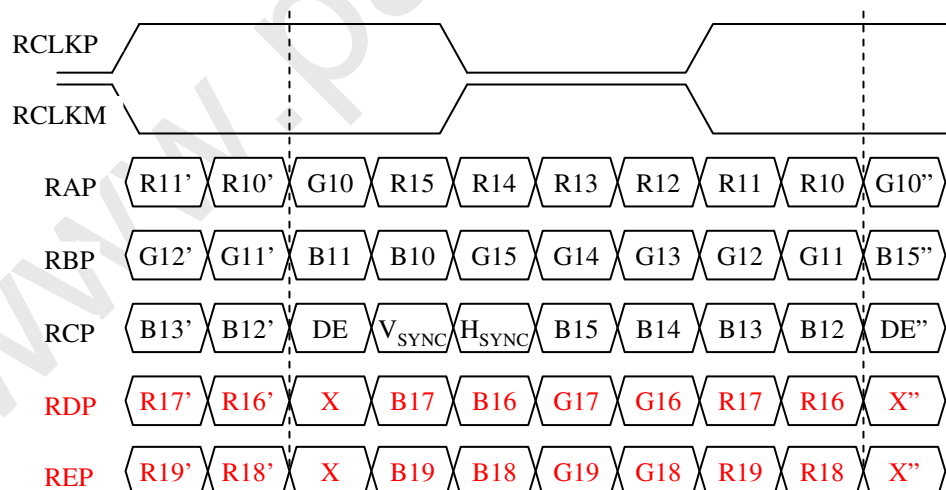 RCLKP
RCLKM
RAP R11’ R10’ G10 R15 R14 R13 R12 R11 R10 G10”
RBP G12’ G11’ B11 B10 G15 G14 G13 G12 G11 B15”
RCP B13’ B12’ DE VSYNC HSYNC B15 B14 B13 B12 DE”
RDP R17’ R16’ X B17 B16 G17 G16 R17 R16 X”
REP R19’ R18’ X B19 B18 G19 G18 R19 R18 X”